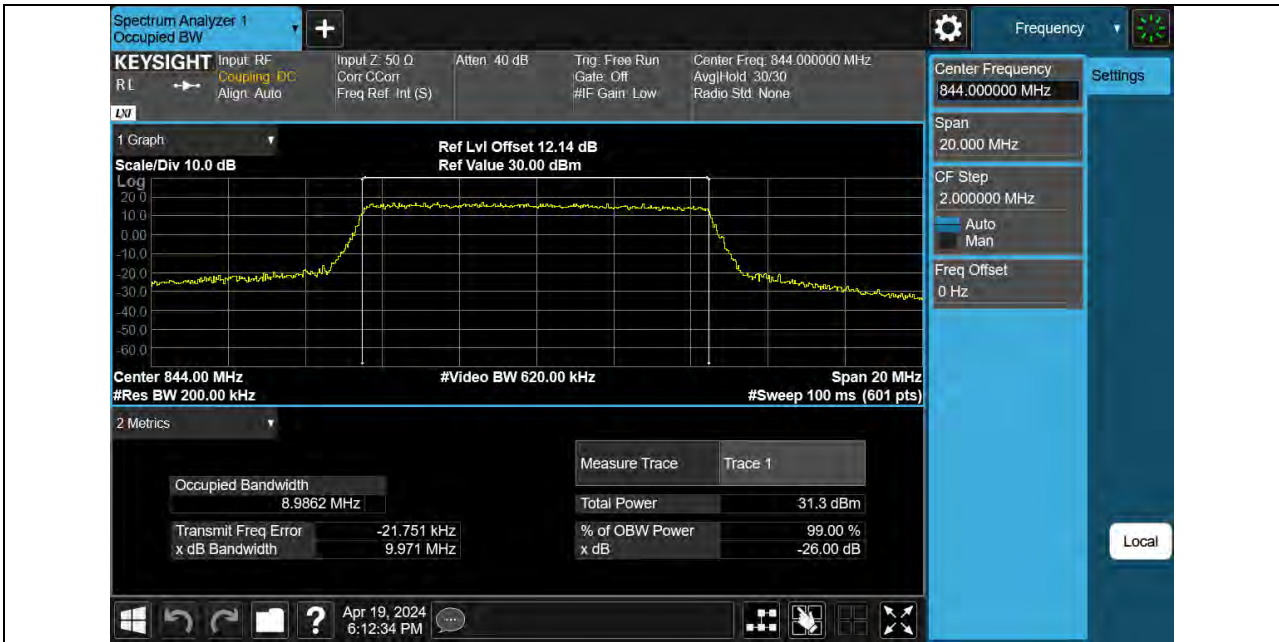 Spectrum Analyzer 1
Occupied BW
Frequency
KEYSIGHT
RL
LXI
Input: RF
Coupling: DC
Align: Auto
Input Z: 50 Ω
Corr CCorr
Freq Ref: Int (S)
Atten: 40 dB
Trig: Free Run
Gate: Off
#IF Gain: Low
Center Freq: 844.000000 MHz
Avg|Hold: 30/30
Radio Std: None
Center Frequency
844.000000 MHz
Settings
Span
20.000 MHz
CF Step
2.000000 MHz
Auto
Man
Freq Offset
0 Hz
Local
1 Graph
Scale/Div 10.0 dB
Ref Lvl Offset 12.14 dB
Ref Value 30.00 dBm
Log
20.0
10.0
0.00
-10.0
-20.0
-30.0
-40.0
-50.0
-60.0
Center 844.00 MHz
#Video BW 620.00 kHz
Span 20 MHz
#Res BW 200.00 kHz
#Sweep 100 ms (601 pts)
2 Metrics
Measure Trace Trace 1
Occupied Bandwidth
8.9862 MHz
Total Power 31.3 dBm
Transmit Freq Error -21.751 kHz
% of OBW Power 99.00 %
x dB Bandwidth 9.971 MHz
x dB -26.00 dB
?
Apr 19, 2024
6:12:34 PM